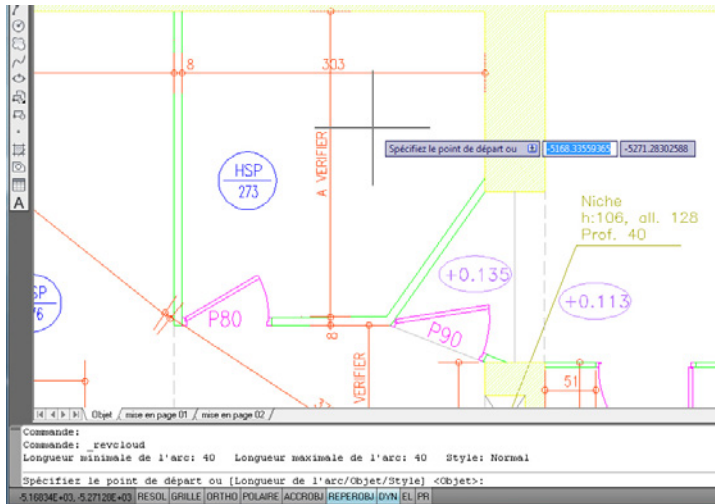 8
303
Spécifiez le point de départ ou
-5168.33559365
-5271.28302588
A VERIFIER
HSP
273
Niche
h:106, all. 128
Prof. 40
+0.135
+0.113
SP
76
P80
P90
8
VERIFIER
51
A
Objet
mise en page 01
mise en page 02
Commande:
Commande: _revcloud
Longueur minimale de l'arc: 40 Longueur maximale de l'arc: 40 Style: Normal
Spécifiez le point de départ ou [Longueur de l'arc/Objet/Style] <Objet>:
-5.16834E+03, -5.27128E+03 RESOL GRILLE ORTHO POLAIRE ACCROBJ REPEROBJ DYN EL PR